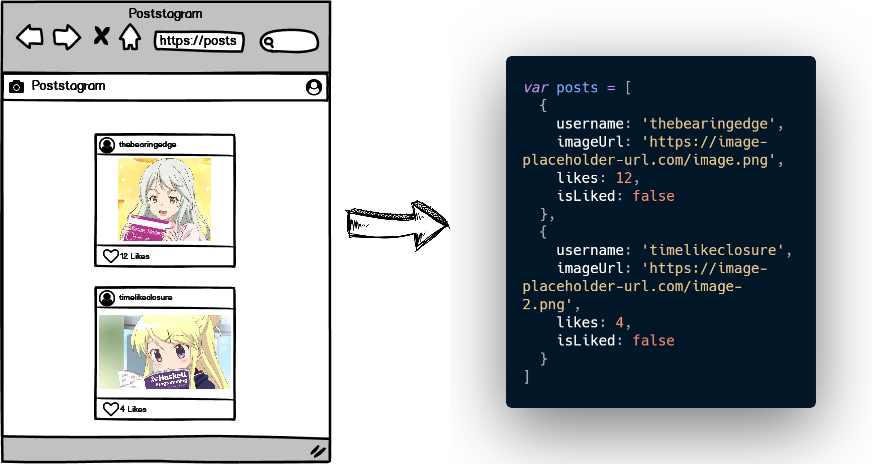 Poststagram
https://posts
Poststagram
thebearingedge
12 Likes
timelikeclosure
Haskell
Programming
4 Likes
var posts = [
{
username: 'thebearingedge',
imageUrl: 'https://image-
placeholder-url.com/image.png',
likes: 12,
isLiked: false
},
{
username: 'timelikeclosure',
imageUrl: 'https://image-
placeholder-url.com/image-
2.png',
likes: 4,
isLiked: false
}
]